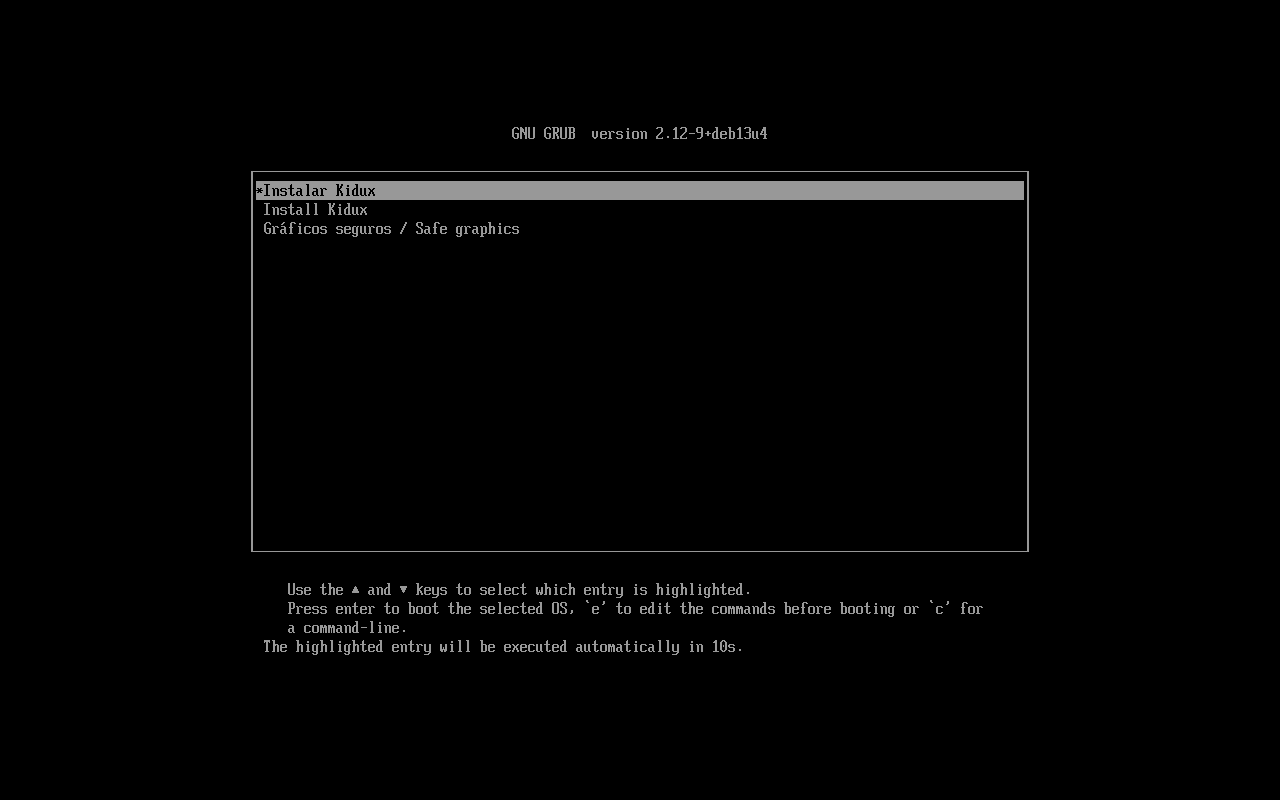 GNU GRUB  version 2.12-9+deb13u4
*Instalar Kidux
Install Kidux
Gráficos seguros / Safe graphics
Use the ▲ and ▼ keys to select which entry is highlighted.
Press enter to boot the selected OS, `e' to edit the commands before booting or `c' for
a command-line.
The highlighted entry will be executed automatically in 10s.